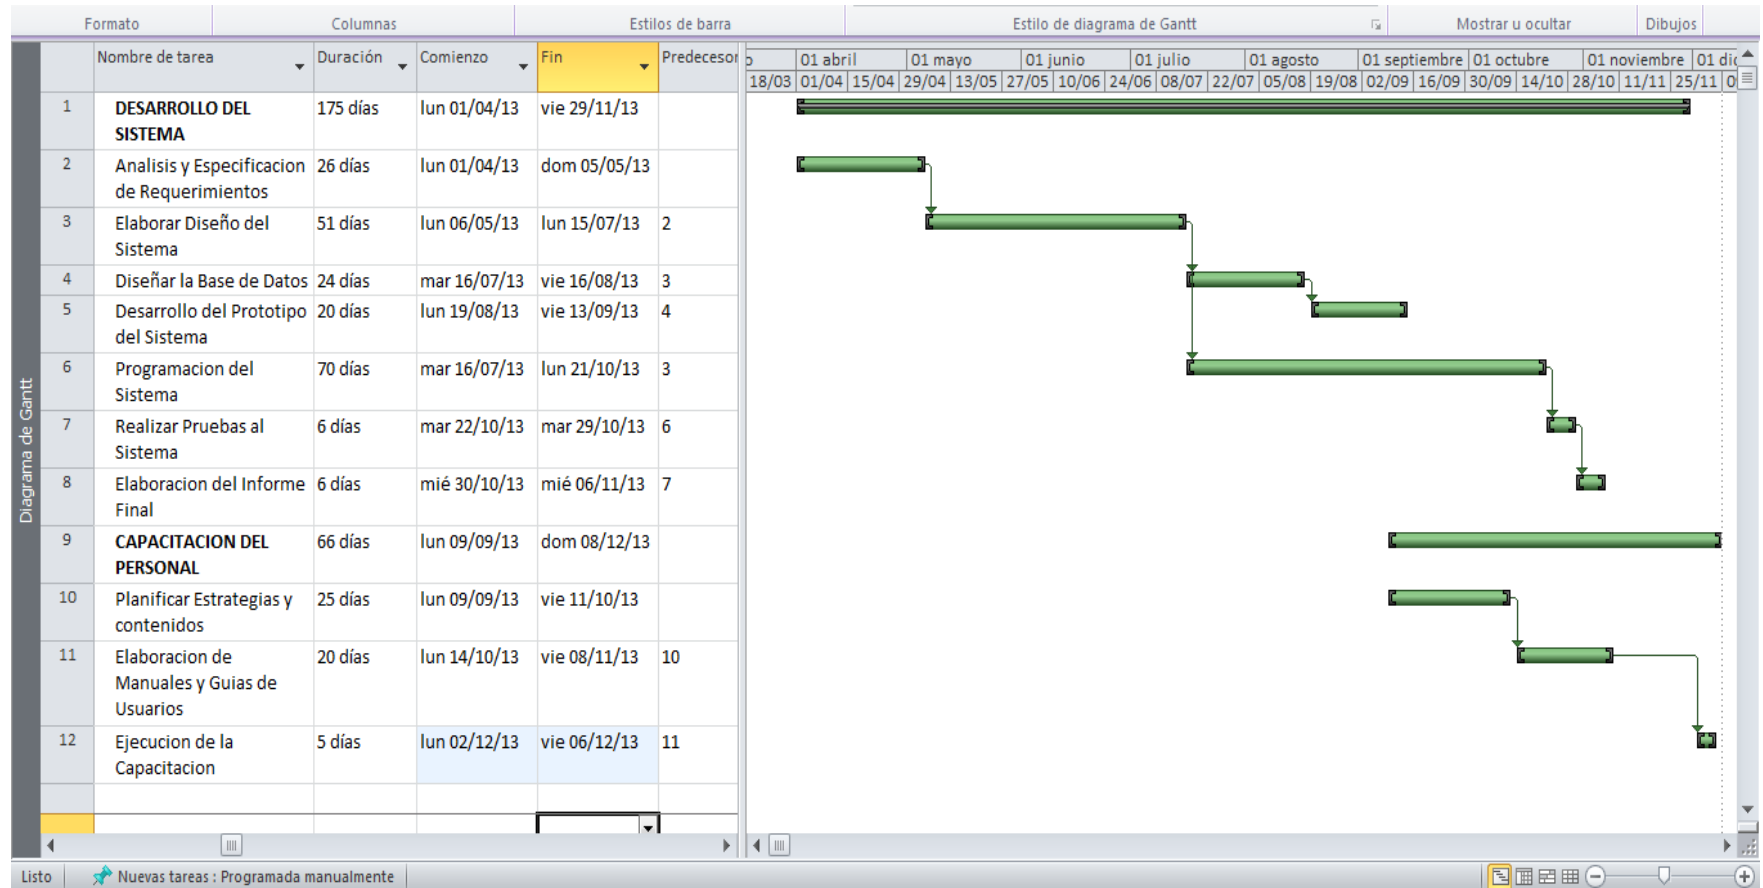 Formato Columnas Estilos de barra Estilo de diagrama de Gantt Mostrar u ocultar Dibujos
Nombre de tarea Duración Comienzo Fin Predecesor
01 abril 01 mayo 01 junio 01 julio 01 agosto 01 septiembre 01 octubre 01 noviembre 01 dic
18/03 01/04 15/04 29/04 13/05 27/05 10/06 24/06 08/07 22/07 05/08 19/08 02/09 16/09 30/09 14/10 28/10 11/11 25/11
1 DESARROLLO DEL 175 días lun 01/04/13 vie 29/11/13
SISTEMA
2 Analisis y Especificacion 26 días lun 01/04/13 dom 05/05/13
de Requerimientos
3 Elaborar Diseño del 51 días lun 06/05/13 lun 15/07/13 2
Sistema
4 Diseñar la Base de Datos 24 días mar 16/07/13 vie 16/08/13 3
5 Desarrollo del Prototipo 20 días lun 19/08/13 vie 13/09/13 4
del Sistema
6 Programacion del 70 días mar 16/07/13 lun 21/10/13 3
Sistema
7 Realizar Pruebas al 6 días mar 22/10/13 mar 29/10/13 6
Sistema
8 Elaboracion del Informe 6 días mié 30/10/13 mié 06/11/13 7
Final
9 CAPACITACION DEL 66 días lun 09/09/13 dom 08/12/13
PERSONAL
10 Planificar Estrategias y 25 días lun 09/09/13 vie 11/10/13
contenidos
11 Elaboracion de 20 días lun 14/10/13 vie 08/11/13 10
Manuales y Guias de
Usuarios
12 Ejecucion de la 5 días lun 02/12/13 vie 06/12/13 11
Capacitacion
Diagrama de Gantt
Listo Nuevas tareas : Programada manualmente